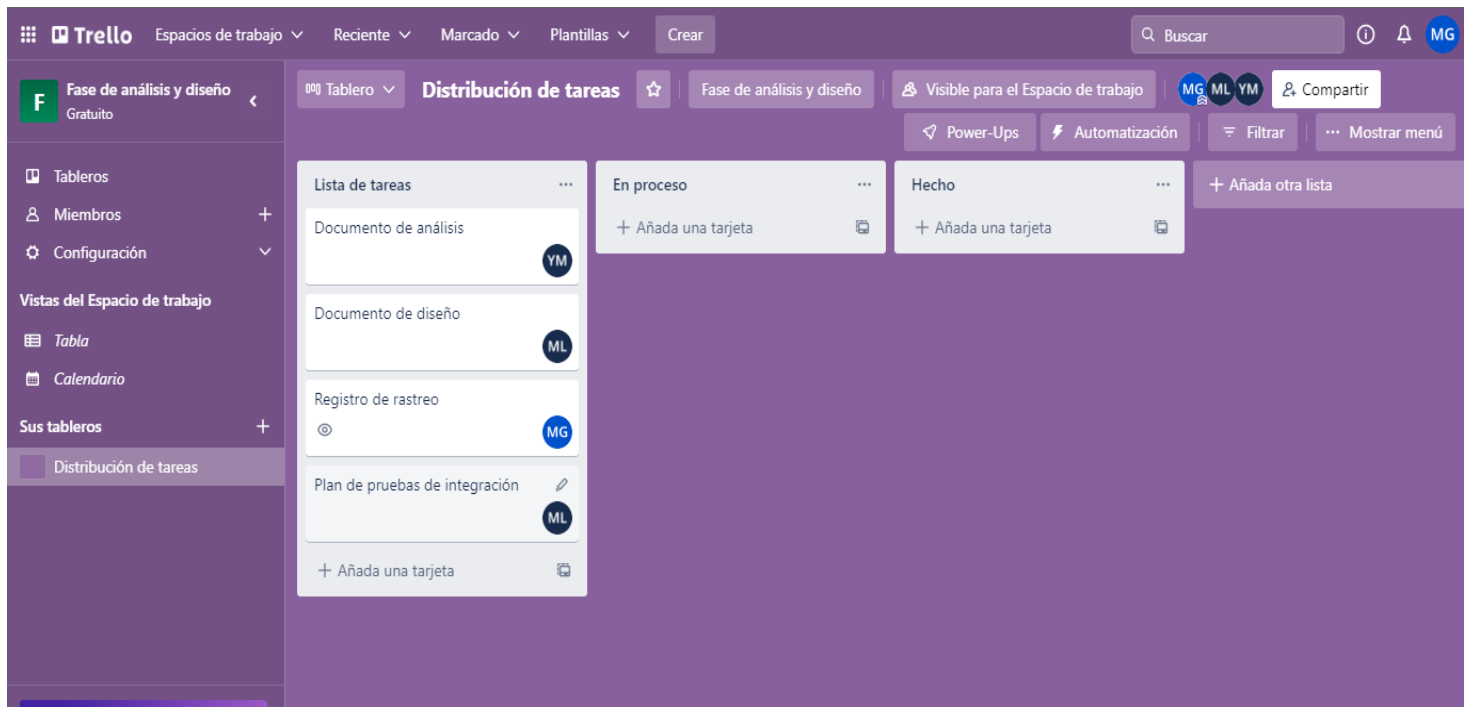 Trello Espacios de trabajo Reciente Marcado Plantillas Crear Buscar MG
F Fase de análisis y diseño
Gratuito
Tableros
Miembros
Configuración
Vistas del Espacio de trabajo
Tabla
Calendario
Sus tableros
Distribución de tareas
Tablero Distribución de tareas Fase de análisis y diseño Visible para el Espacio de trabajo MG ML YM Compartir
Power-Ups Automatización Filtrar Mostrar menú
Lista de tareas
Documento de análisis
YM
Documento de diseño
ML
Registro de rastreo
MG
Plan de pruebas de integración
ML
+ Añada una tarjeta
En proceso
+ Añada una tarjeta
Hecho
+ Añada una tarjeta
+ Añada otra lista